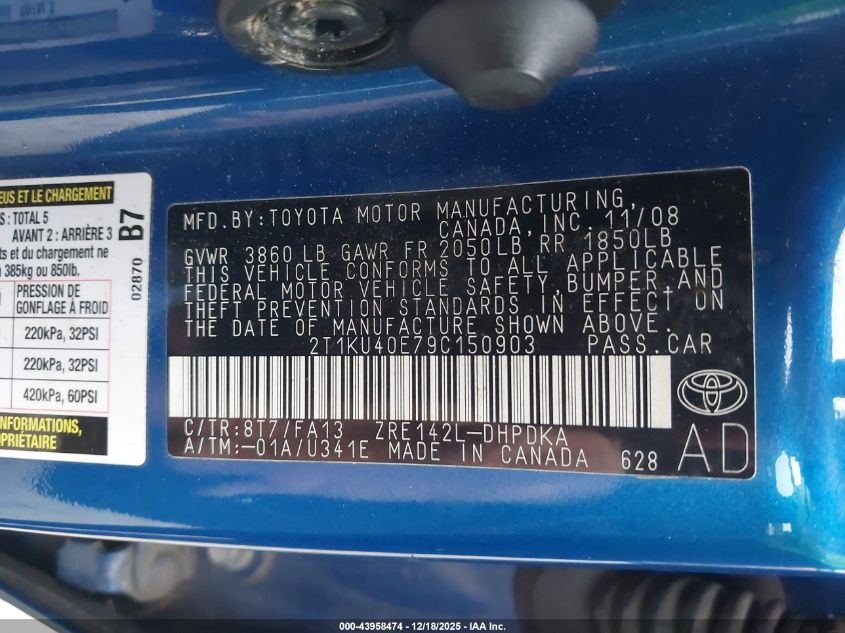 EUS ET LE CHARGEMENT
S : TOTAL 5
AVANT 2 : ARRIÈRE 3
ts et du chargement ne
385kg ou 850lb.
B7
02870
PRESSION DE
GONFLAGE À FROID
220kPa, 32PSI
220kPa, 32PSI
420kPa, 60PSI
ORMATIONS,
PRIÉTAIRE
MFD. BY: TOYOTA MOTOR MANUFACTURING,
CANADA, INC. 11/08
GVWR 3860 LB GAWR FR 2050LB RR 1850LB
THIS VEHICLE CONFORMS TO ALL APPLICABLE
FEDERAL MOTOR VEHICLE SAFETY, BUMPER, AND
THEFT PREVENTION STANDARDS IN EFFECT ON
THE DATE OF MANUFACTURE SHOWN ABOVE.
2T1KU40E79C150903 PASS. CAR
C/TR: 8T7/FA13 ZRE142L-DHPDKA
A/TM: -01A/U341E MADE IN CANADA 628
AD
000-43958474 - 12/18/2025 - IAA Inc.